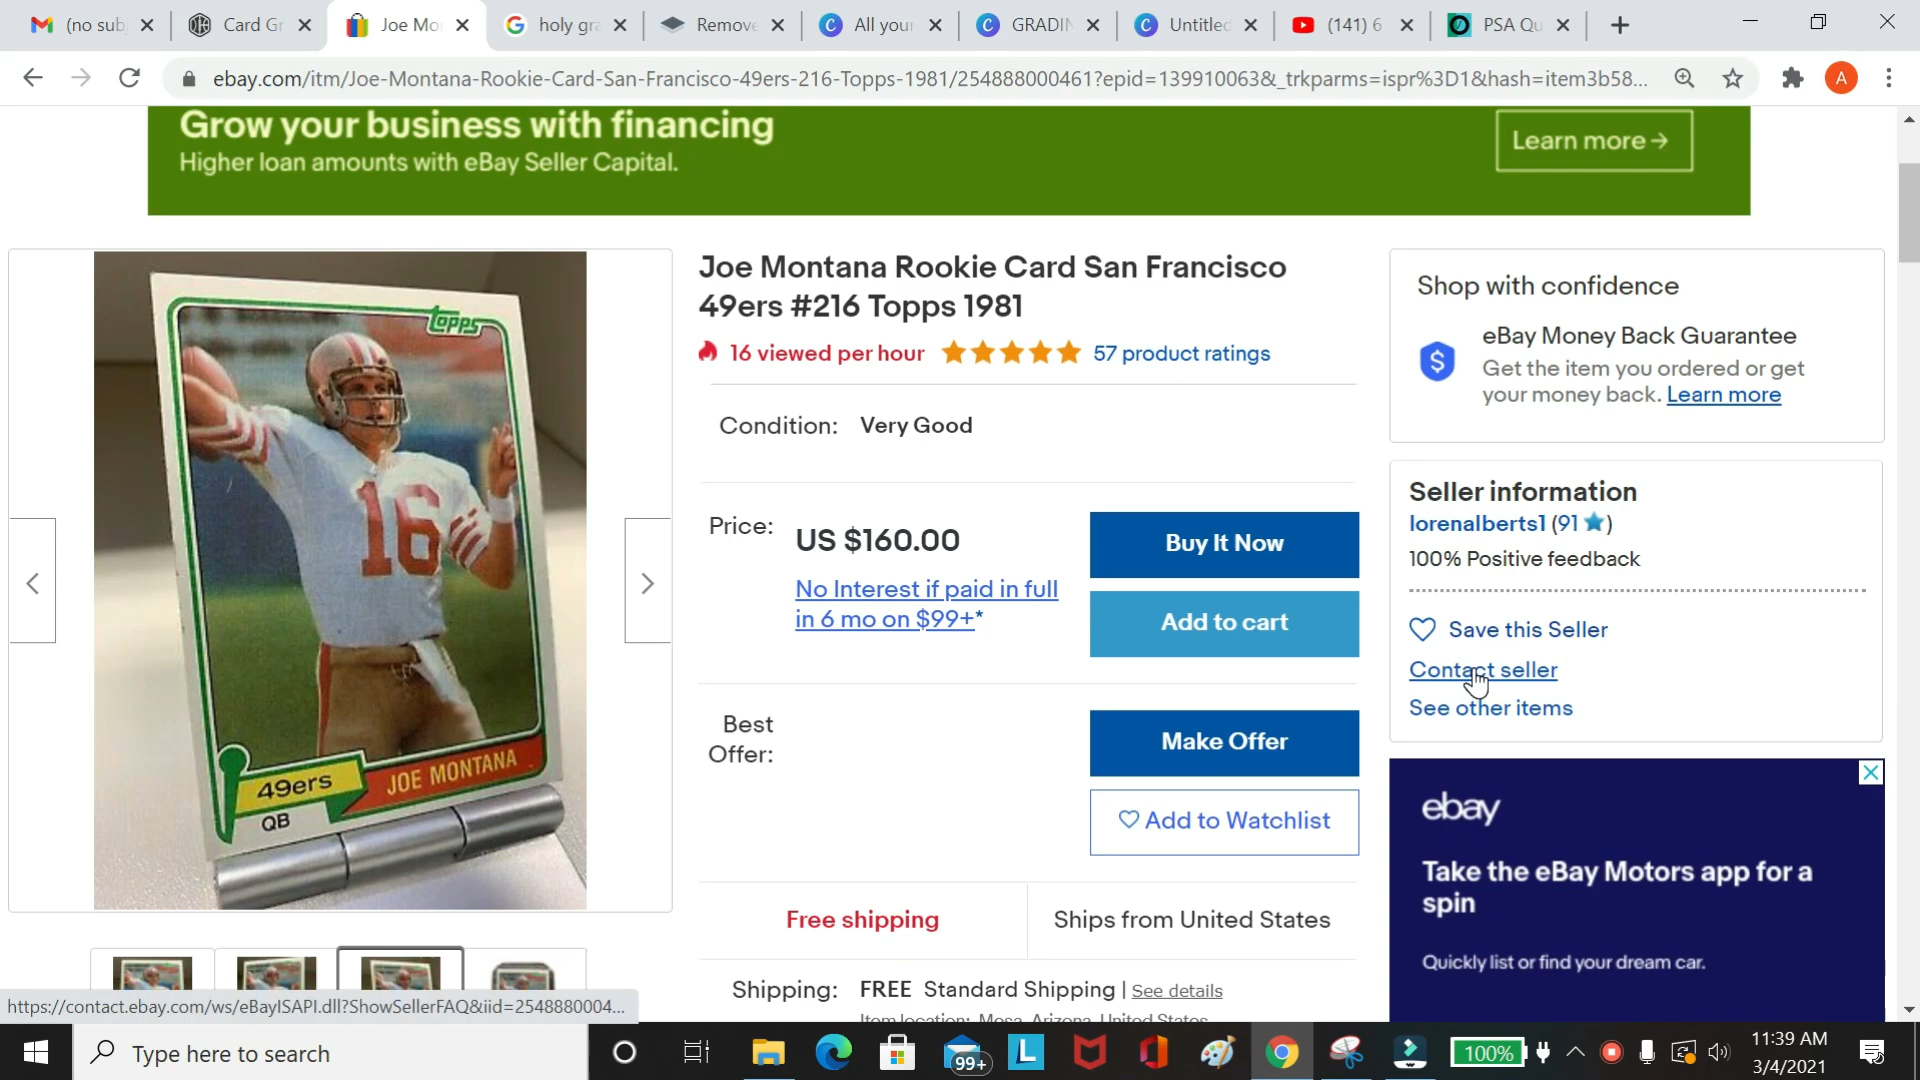 (no sub
Card Gr
Joe Mo
holy gr
Remove
All your
GRADIN
Untitled
(141) 6
PSA Qu
ebay.com/itm/Joe-Montana-Rookie-Card-San-Francisco-49ers-216-Topps-1981/254888000461?epid=139910063&_trkparms=ispr%3D1&hash=item3b58...
A
Grow your business with financing
Higher loan amounts with eBay Seller Capital.
Learn more→
topps
16
49ers
JOE MONTANA
QB
Joe Montana Rookie Card San Francisco
49ers #216 Topps 1981
16 viewed per hour
57 product ratings
Condition: Very Good
Price: US $160.00
No Interest if paid in full
in 6 mo on $99+*
Buy It Now
Add to cart
Best
Offer:
Make Offer
Add to Watchlist
Free shipping
Ships from United States
Shipping: FREE Standard Shipping | See details
Item location: Mesa, Arizona, United States
Shop with confidence
eBay Money Back Guarantee
Get the item you ordered or get
your money back. Learn more
Seller information
lorenalberts1 (91)
100% Positive feedback
Save this Seller
Contact seller
See other items
ebay
Take the eBay Motors app for a
spin
Quickly list or find your dream car.
https://contact.ebay.com/ws/eBayISAPI.dll?ShowSellerFAQ&iid=2548880004...
Type here to search
99+
L
100%
11:39 AM
3/4/2021